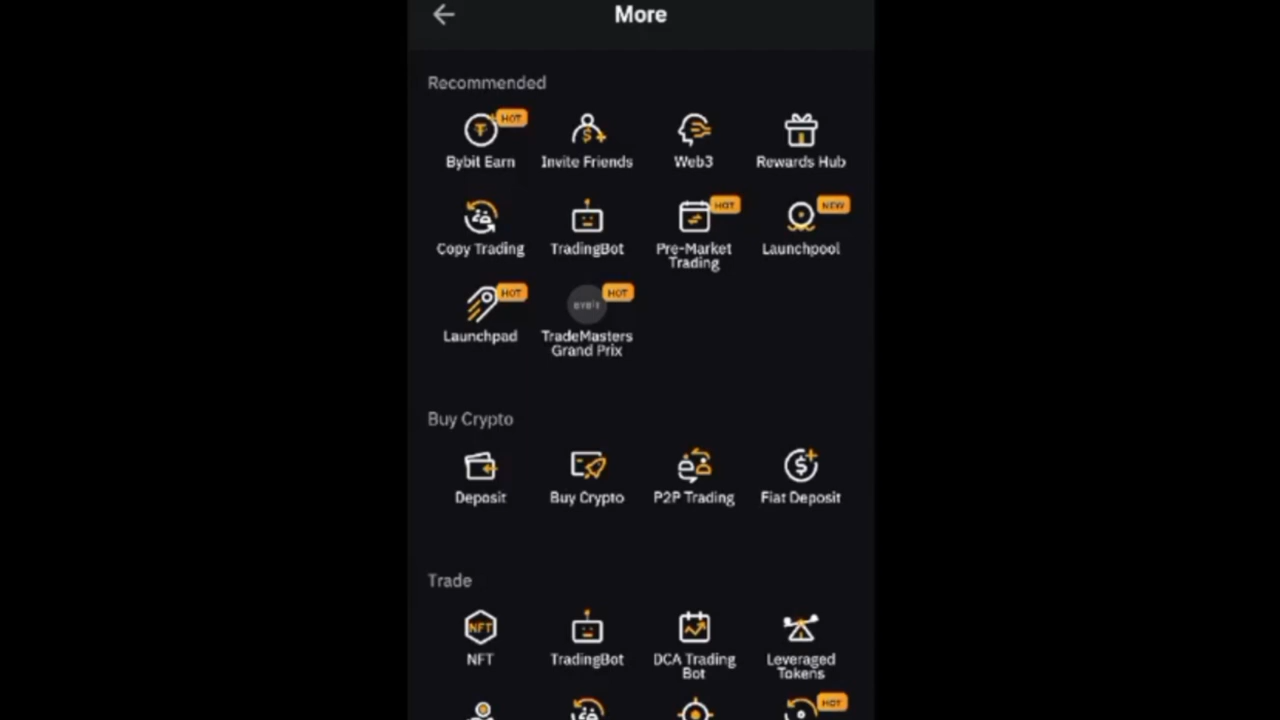 More
Recommended
HOT
Bybit Earn
Invite Friends
Web3
Rewards Hub
Copy Trading
TradingBot
HOT
Pre-Market
Trading
NEW
Launchpool
HOT
Launchpad
BYBIT
HOT
TradeMasters
Grand Prix
Buy Crypto
Deposit
Buy Crypto
P2P Trading
Fiat Deposit
Trade
NFT
NFT
TradingBot
DCA Trading
Bot
Leveraged
Tokens
HOT